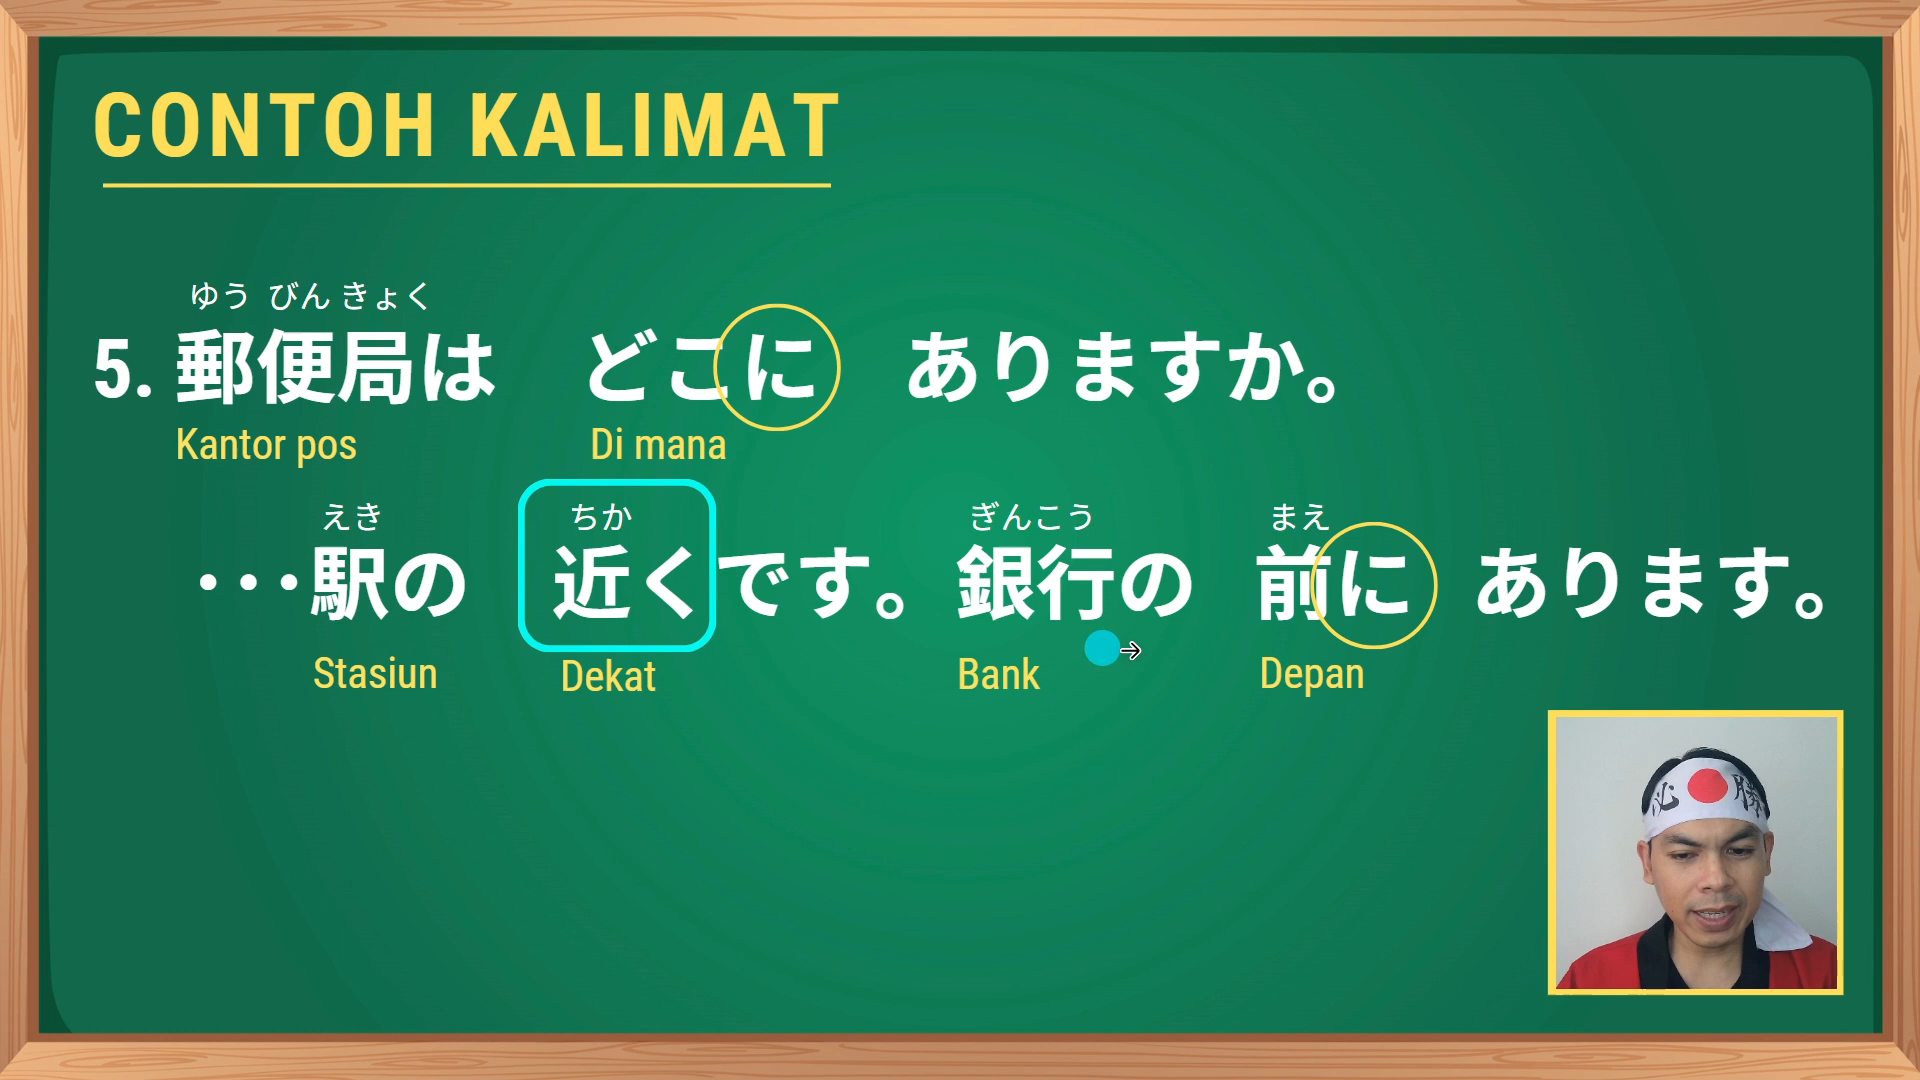 CONTOH KALIMAT
ゆう びん きょく
5. 郵便局は どこに ありますか。
Kantor pos Di mana
えき ちか ぎんこう まえ
・・・駅の 近くです。銀行の 前に あります。
Stasiun Dekat Bank Depan
必 勝